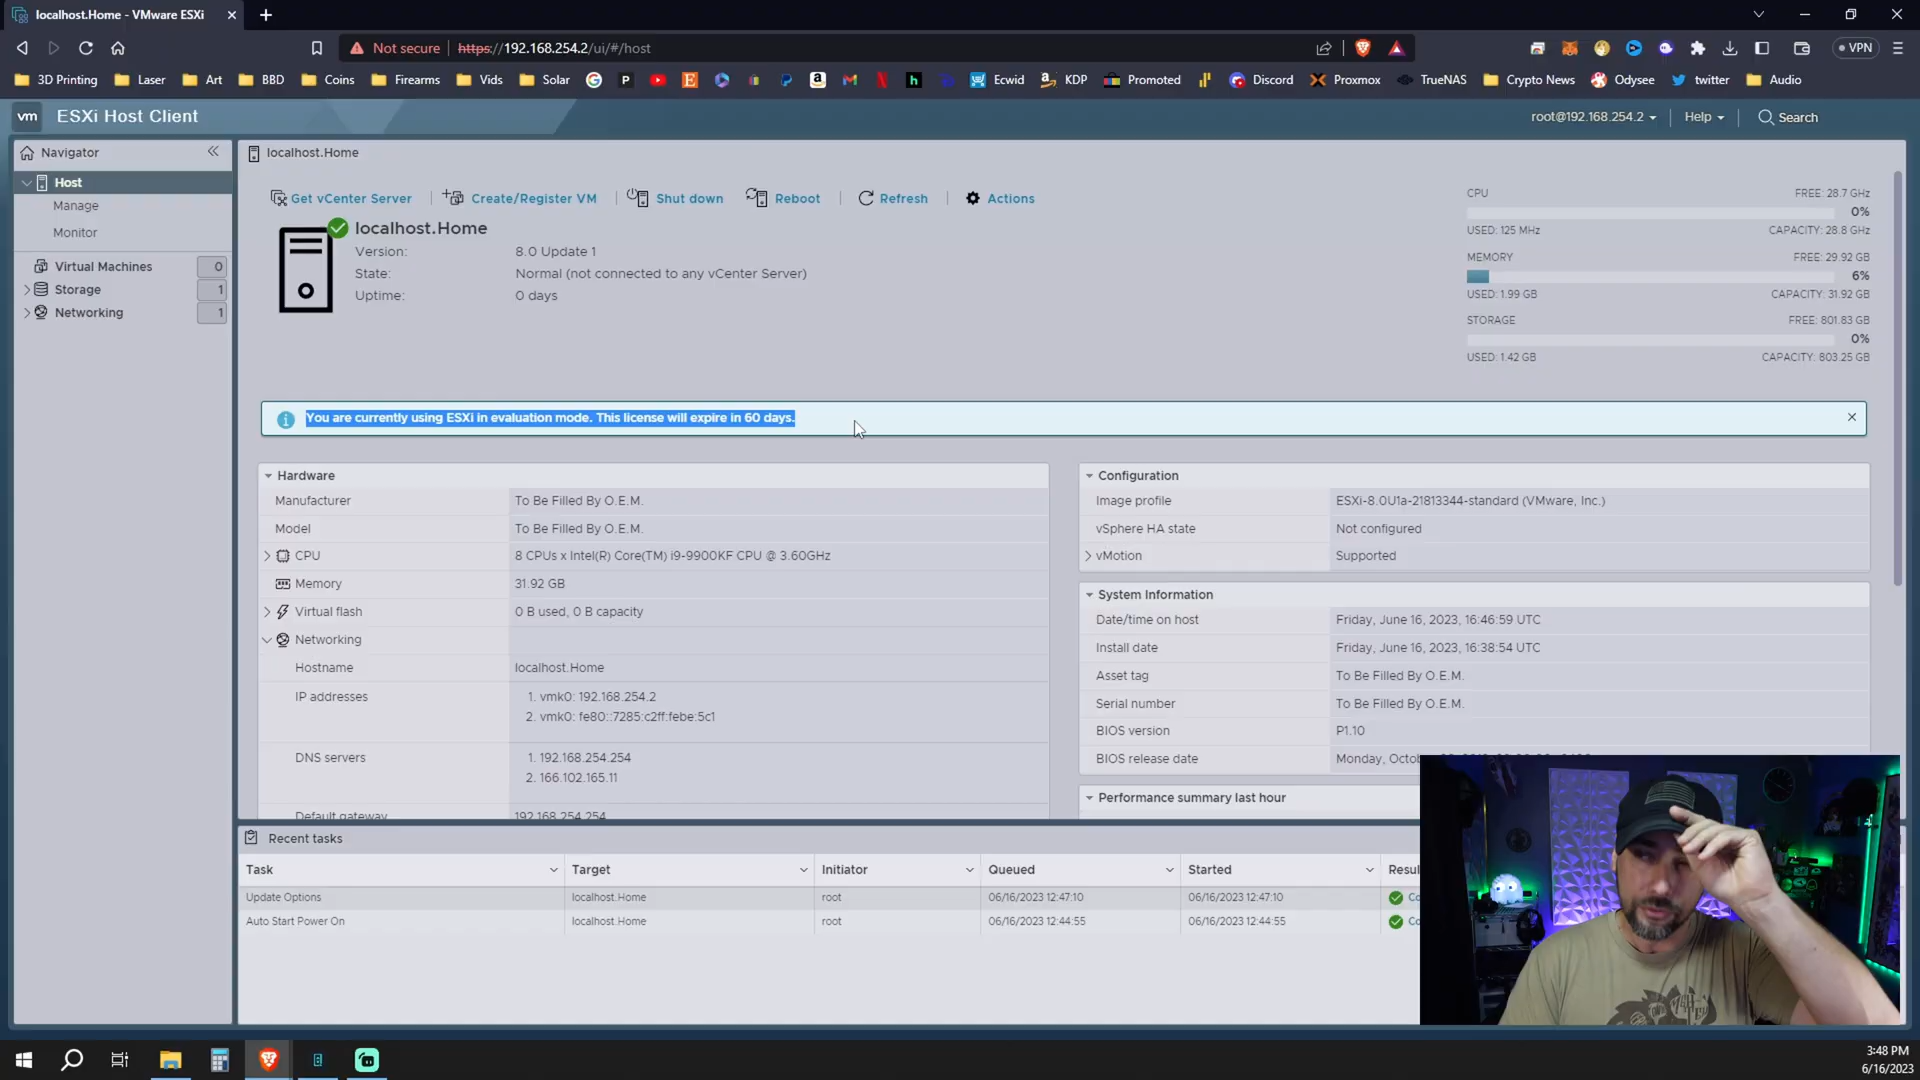 localhost.Home - VMware ESXi
Not secure
https://192.168.254.2/ui/#/host
VPN
3D Printing
Laser
Art
BBD
Coins
Firearms
Vids
Solar
Ecwid
KDP
Promoted
Discord
Proxmox
TrueNAS
Crypto News
Odysee
twitter
Audio
vm
ESXi Host Client
root@192.168.254.2
Help
Search
Navigator
Host
Manage
Monitor
Virtual Machines 0
Storage 1
Networking 1
localhost.Home
Get vCenter Server
Create/Register VM
Shut down
Reboot
Refresh
Actions
localhost.Home
Version: 8.0 Update 1
State: Normal (not connected to any vCenter Server)
Uptime: 0 days
CPU FREE: 28.7 GHz
0%
USED: 125 MHz CAPACITY: 28.8 GHz
MEMORY FREE: 29.92 GB
6%
USED: 1.99 GB CAPACITY: 31.92 GB
STORAGE FREE: 801.83 GB
0%
USED: 1.42 GB CAPACITY: 803.25 GB
You are currently using ESXi in evaluation mode. This license will expire in 60 days.
Hardware
Manufacturer To Be Filled By O.E.M.
Model To Be Filled By O.E.M.
CPU 8 CPUs x Intel(R) Core(TM) i9-9900KF CPU @ 3.60GHz
Memory 31.92 GB
Virtual flash 0 B used, 0 B capacity
Networking
Hostname localhost.Home
IP addresses 1. vmk0: 192.168.254.2
2. vmk0: fe80::7285:c2ff:febe:5c1
DNS servers 1. 192.168.254.254
2. 166.102.165.11
Default gateway 192.168.254.254
Configuration
Image profile ESXi-8.0U1a-21813344-standard (VMware, Inc.)
vSphere HA state Not configured
vMotion Supported
System Information
Date/time on host Friday, June 16, 2023, 16:46:59 UTC
Install date Friday, June 16, 2023, 16:38:54 UTC
Asset tag To Be Filled By O.E.M.
Serial number To Be Filled By O.E.M.
BIOS version P1.10
BIOS release date Monday,
Performance summary last hour
Recent tasks
Task Target Initiator Queued Started
Update Options localhost.Home root 06/16/2023 12:47:10 06/16/2023 12:47:10
Auto Start Power On localhost.Home root 06/16/2023 12:44:55 06/16/2023 12:44:55
3:48 PM
6/16/2023